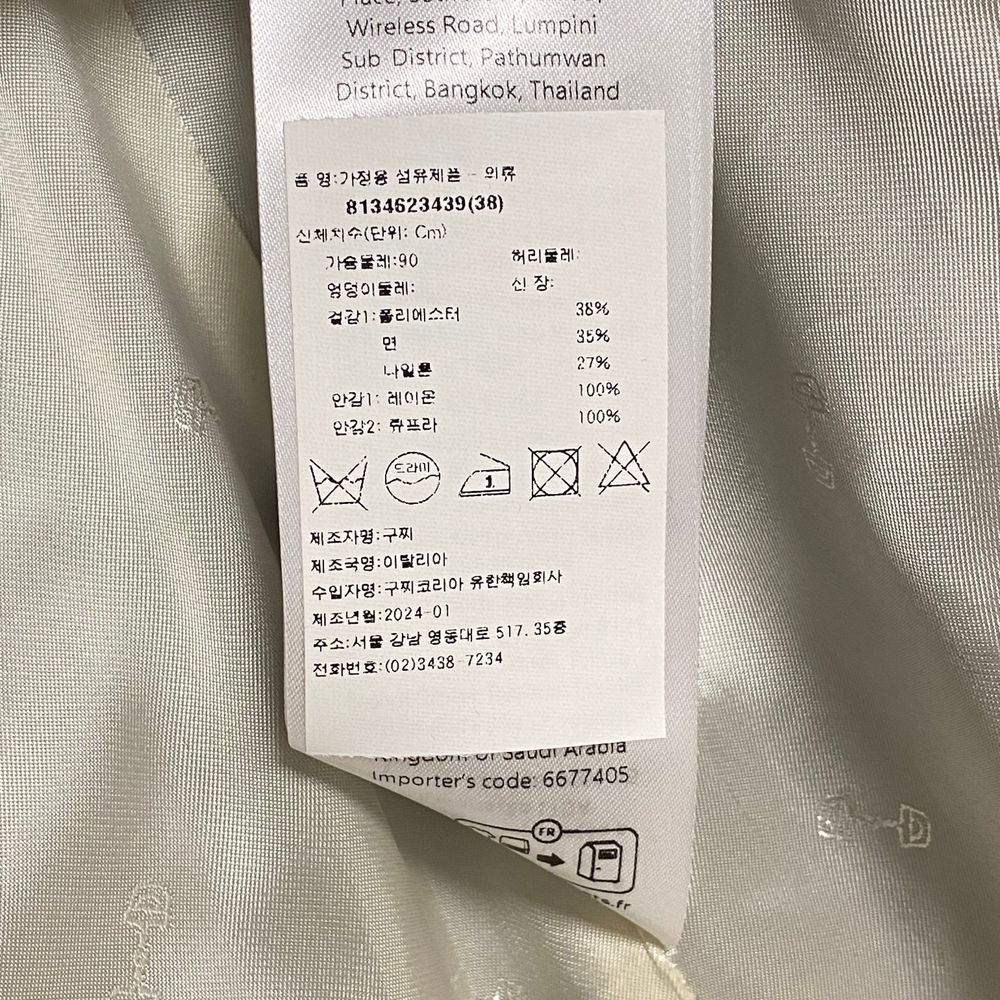 Wireless Road, Lumpini
Sub District, Pathumwan
District, Bangkok, Thailand
품 명:가정용 섬유제품 - 의류
8134623439(38)
신체치수(단위: Cm)
가슴둘레:90 허리둘레:
엉덩이둘레: 신 장:
겉감1:폴리에스터 38%
면 35%
나일론 27%
안감1: 레이온 100%
안감2: 큐프라 100%
드라이
1
제조자명:구찌
제조국명:이탈리아
수입자명:구찌코리아 유한책임회사
제조년월:2024-01
주소:서울 강남 영동대로 517. 35층
전화번호:(02)3438-7234
Kingdom of Saudi Arabia
Importer's code: 6677405
FR